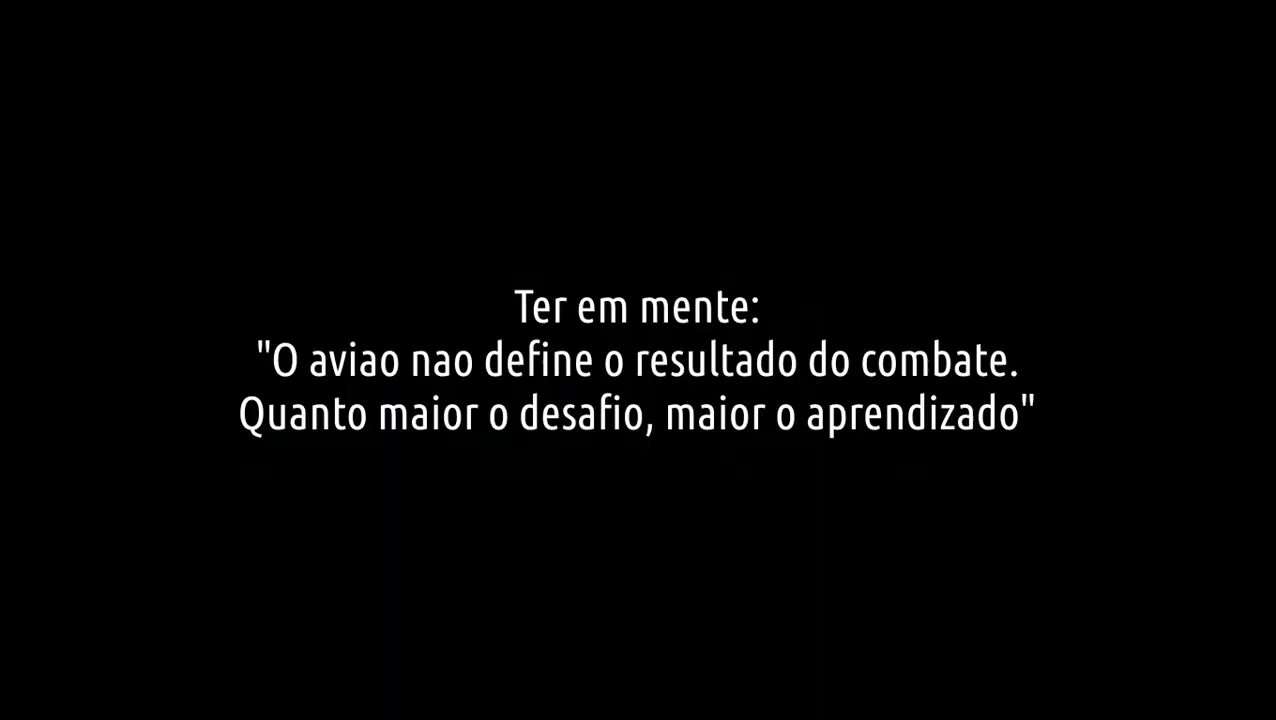 Ter em mente:
"O aviao nao define o resultado do combate.
Quanto maior o desafio, maior o aprendizado"